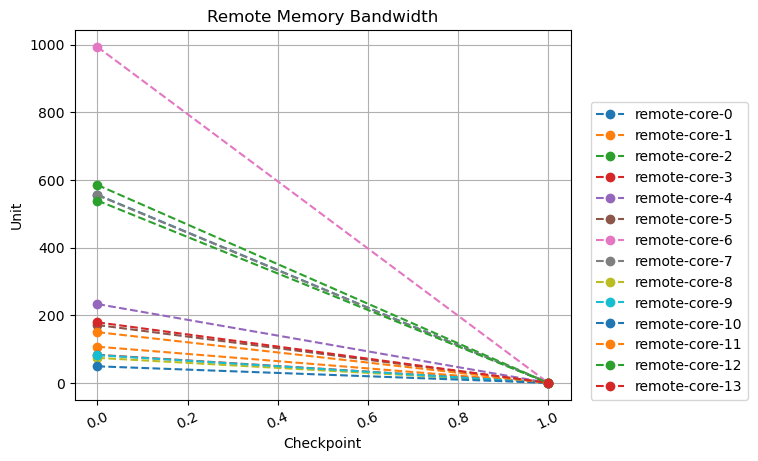 Remote Memory Bandwidth
Unit
1000
800
600
400
200
0
0.0
0.2
0.4
0.6
0.8
1.0
Checkpoint
remote-core-0
remote-core-1
remote-core-2
remote-core-3
remote-core-4
remote-core-5
remote-core-6
remote-core-7
remote-core-8
remote-core-9
remote-core-10
remote-core-11
remote-core-12
remote-core-13